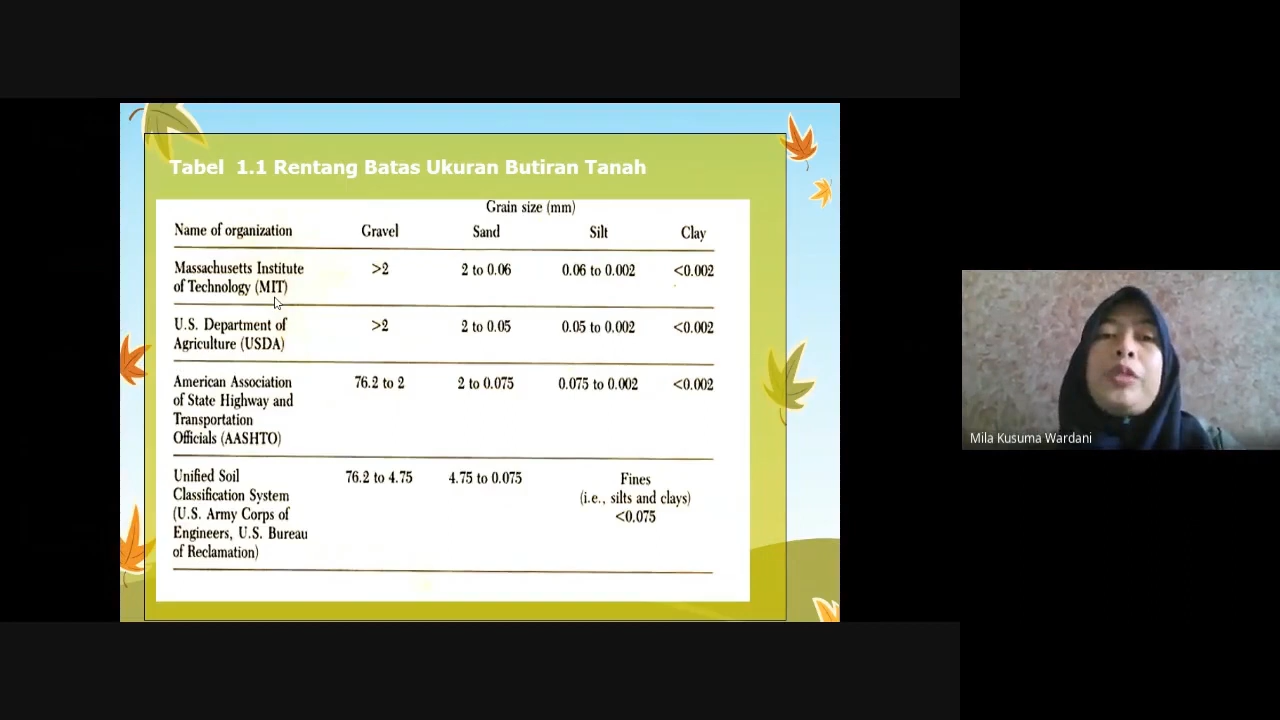 Tabel 1.1 Rentang Batas Ukuran Butiran Tanah
Grain size (mm)
Name of organization Gravel Sand Silt Clay
Massachusetts Institute >2 2 to 0.06 0.06 to 0.002 <0.002
of Technology (MIT)
U.S. Department of >2 2 to 0.05 0.05 to 0.002 <0.002
Agriculture (USDA)
American Association 76.2 to 2 2 to 0.075 0.075 to 0.002 <0.002
of State Highway and
Transportation
Officials (AASHTO)
Unified Soil 76.2 to 4.75 4.75 to 0.075 Fines
Classification System (i.e., silts and clays)
(U.S. Army Corps of <0.075
Engineers, U.S. Bureau
of Reclamation)
Mila Kusuma Wardani